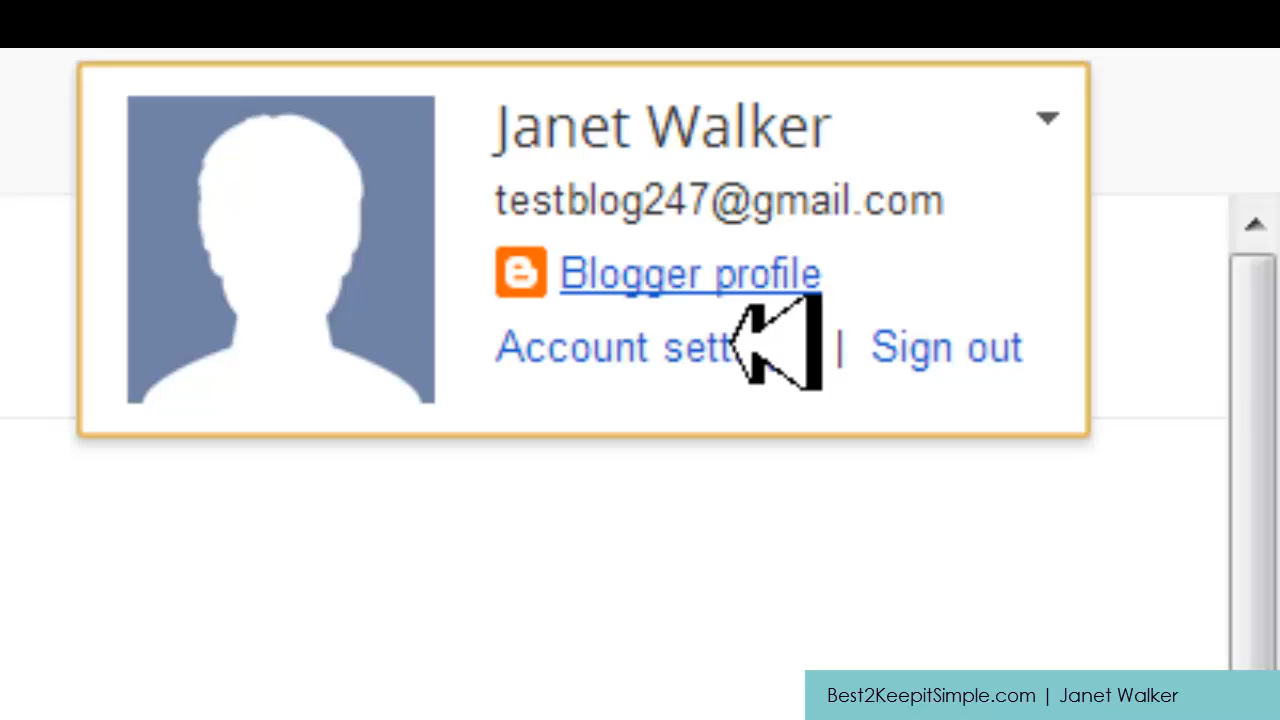 Janet Walker
testblog247@gmail.com
Blogger profile
Account sett | Sign out
Best2KeepitSimple.com | Janet Walker